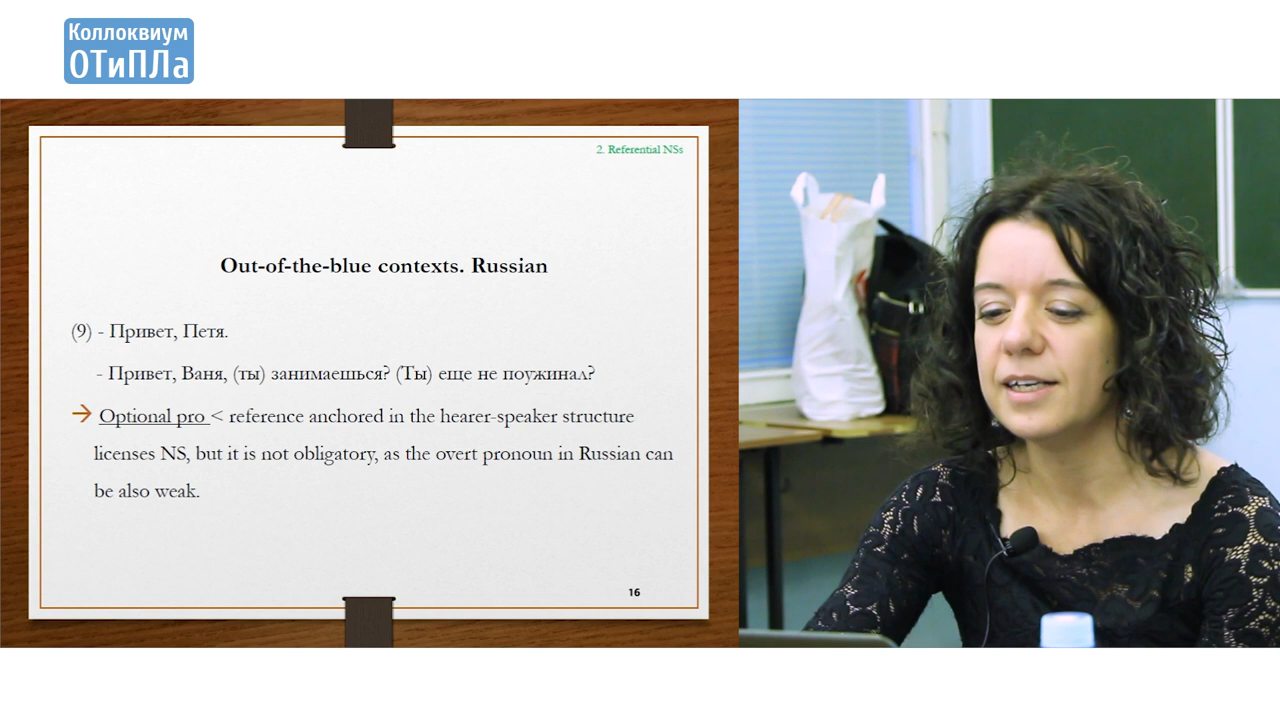 Коллоквиум
ОТиПЛа
2. Referential NSs
Out-of-the-blue contexts. Russian
(9) - Привет, Петя.
- Привет, Ваня, (ты) занимаешься? (Ты) еще не поужинал?
→ Optional pro < reference anchored in the hearer-speaker structure
licenses NS, but it is not obligatory, as the overt pronoun in Russian can
be also weak.
16